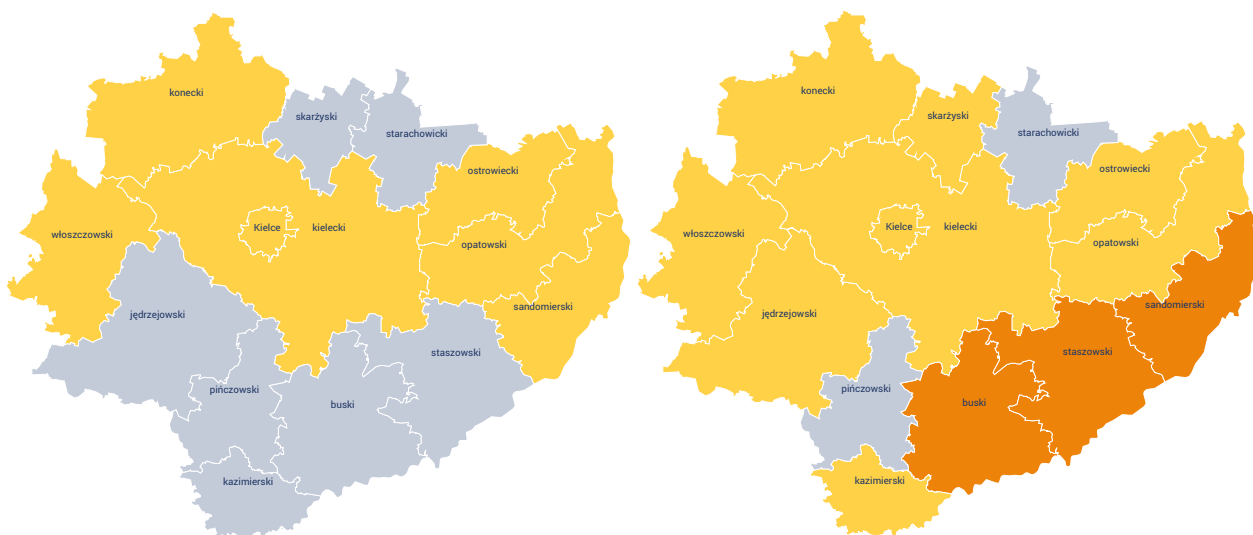 konecki
skarżyski
starachowicki
ostrowiecki
włoszczowski
Kielce
kielecki
opatowski
sandomierski
jędrzejowski
staszowski
pińczowski
buski
kazimierski
konecki
skarżyski
starachowicki
ostrowiecki
włoszczowski
Kielce
kielecki
opatowski
sandomierski
jędrzejowski
staszowski
pińczowski
buski
kazimierski